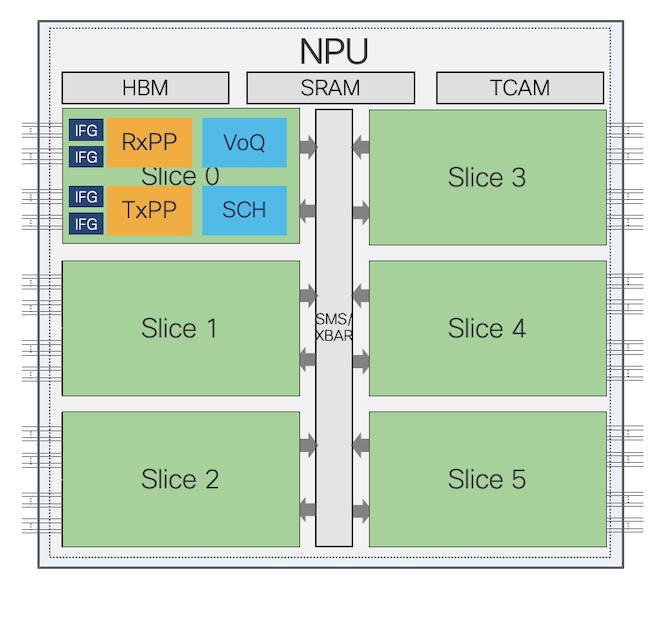 NPU
HBM
SRAM
TCAM
IFG
IFG
RxPP
VoQ
Slice 0
IFG
IFG
TxPP
SCH
Slice 3
Slice 1
SMS/
XBAR
Slice 4
Slice 2
Slice 5